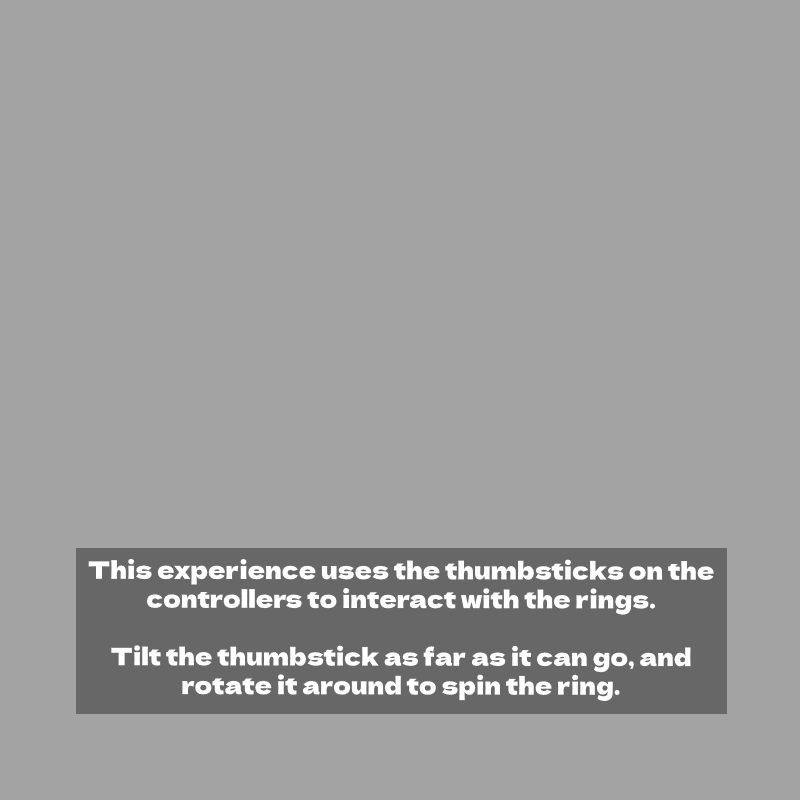 This experience uses the thumbsticks on the
controllers to interact with the rings.
Tilt the thumbstick as far as it can go, and
rotate it around to spin the ring.